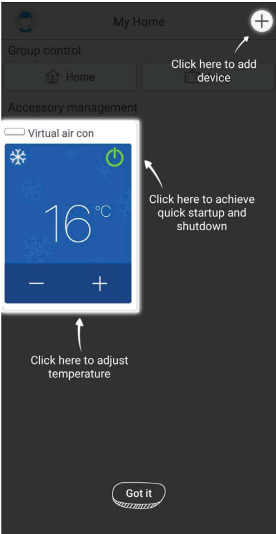 My Home
Group control
Click here to add
device
Home
Accessory management
Virtual air con
16°C
Click here to achieve
quick startup and
shutdown
Click here to adjust
temperature
Got it